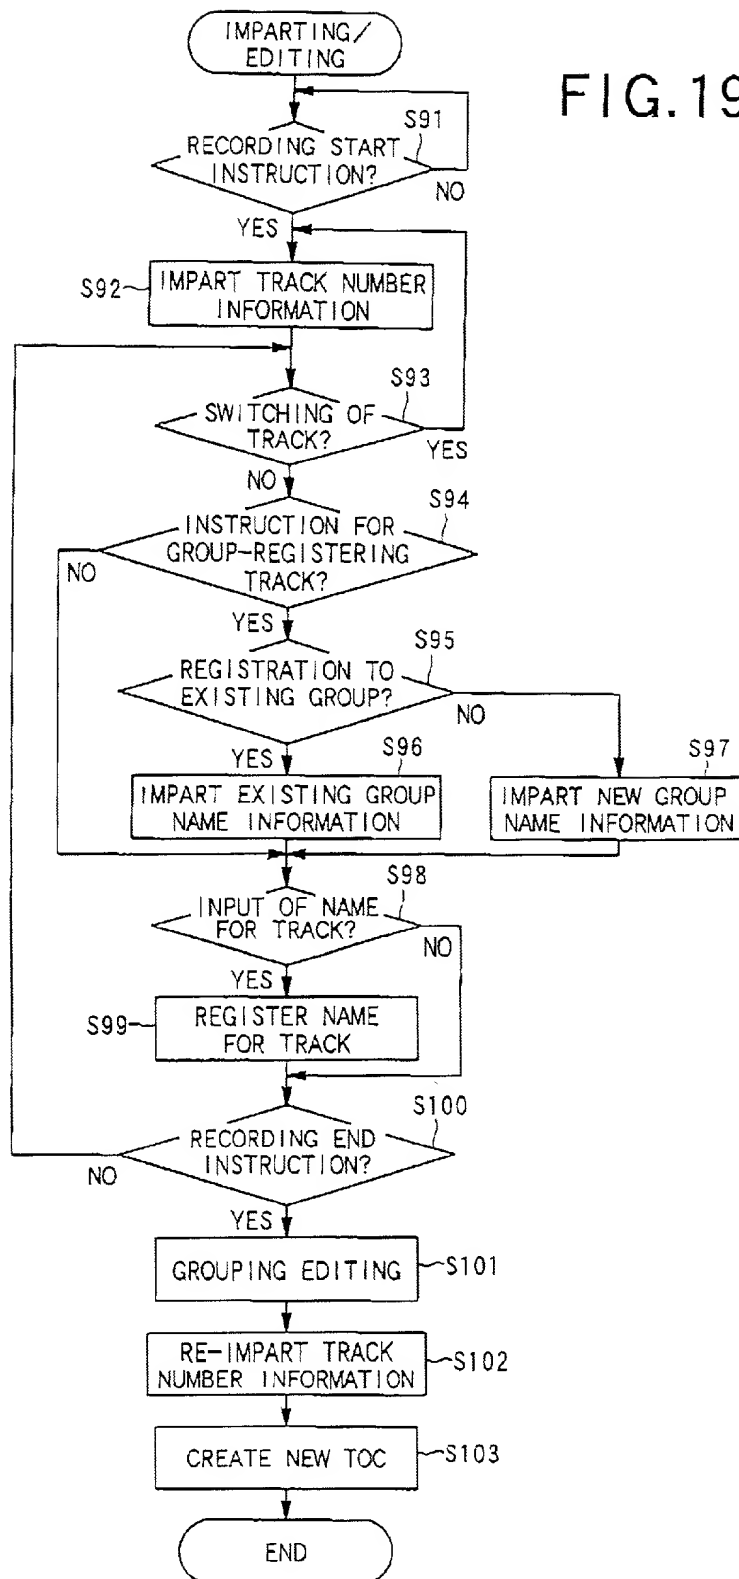 IMPARTING/
EDITING
FIG.19
S91
RECORDING START
INSTRUCTION?
NO
YES
S92
IMPART TRACK NUMBER
INFORMATION
S93
SWITCHING OF
TRACK?
YES
NO
S94
INSTRUCTION FOR
GROUP-REGISTERING
TRACK?
NO
YES
S95
REGISTRATION TO
EXISTING GROUP?
NO
YES
S96
S97
IMPART EXISTING GROUP
NAME INFORMATION
IMPART NEW GROUP
NAME INFORMATION
S98
INPUT OF NAME
FOR TRACK?
NO
YES
S99
REGISTER NAME
FOR TRACK
S100
RECORDING END
INSTRUCTION?
NO
YES
GROUPING EDITING
S101
RE-IMPART TRACK
NUMBER INFORMATION
S102
CREATE NEW TOC
S103
END